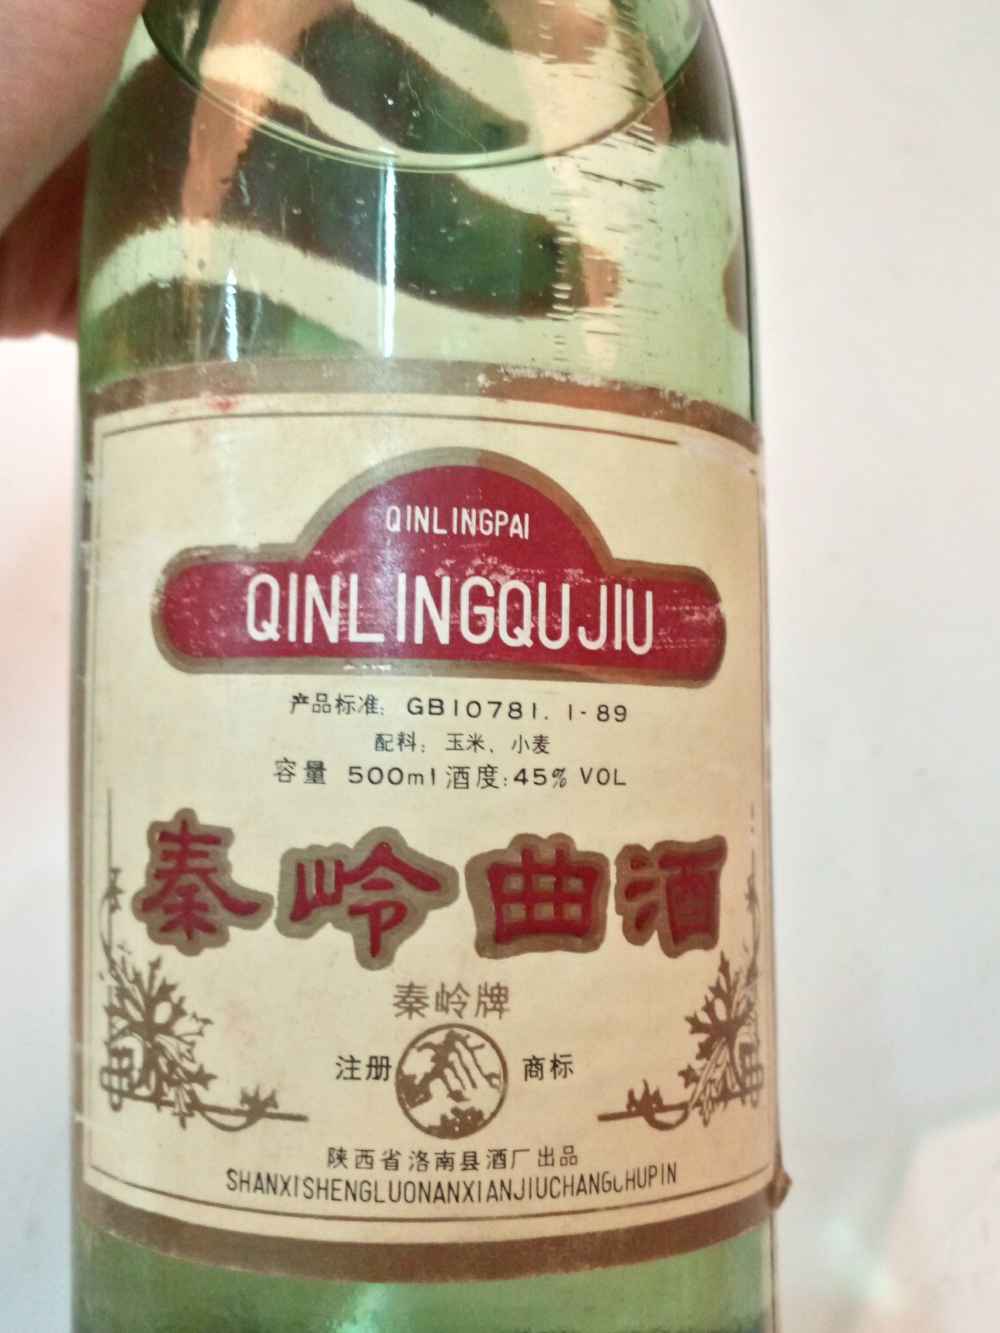 QINLINGPAI
QINLINGQUJIU
产品标准: GB10781.1-89
配料: 玉米、小麦
容量 500ml 酒度:45% VOL
秦岭曲酒
秦岭牌
注册 商标
陕西省洛南县酒厂出品
SHANXISHENGLUONANXIANJIUCHANGCHUPIN